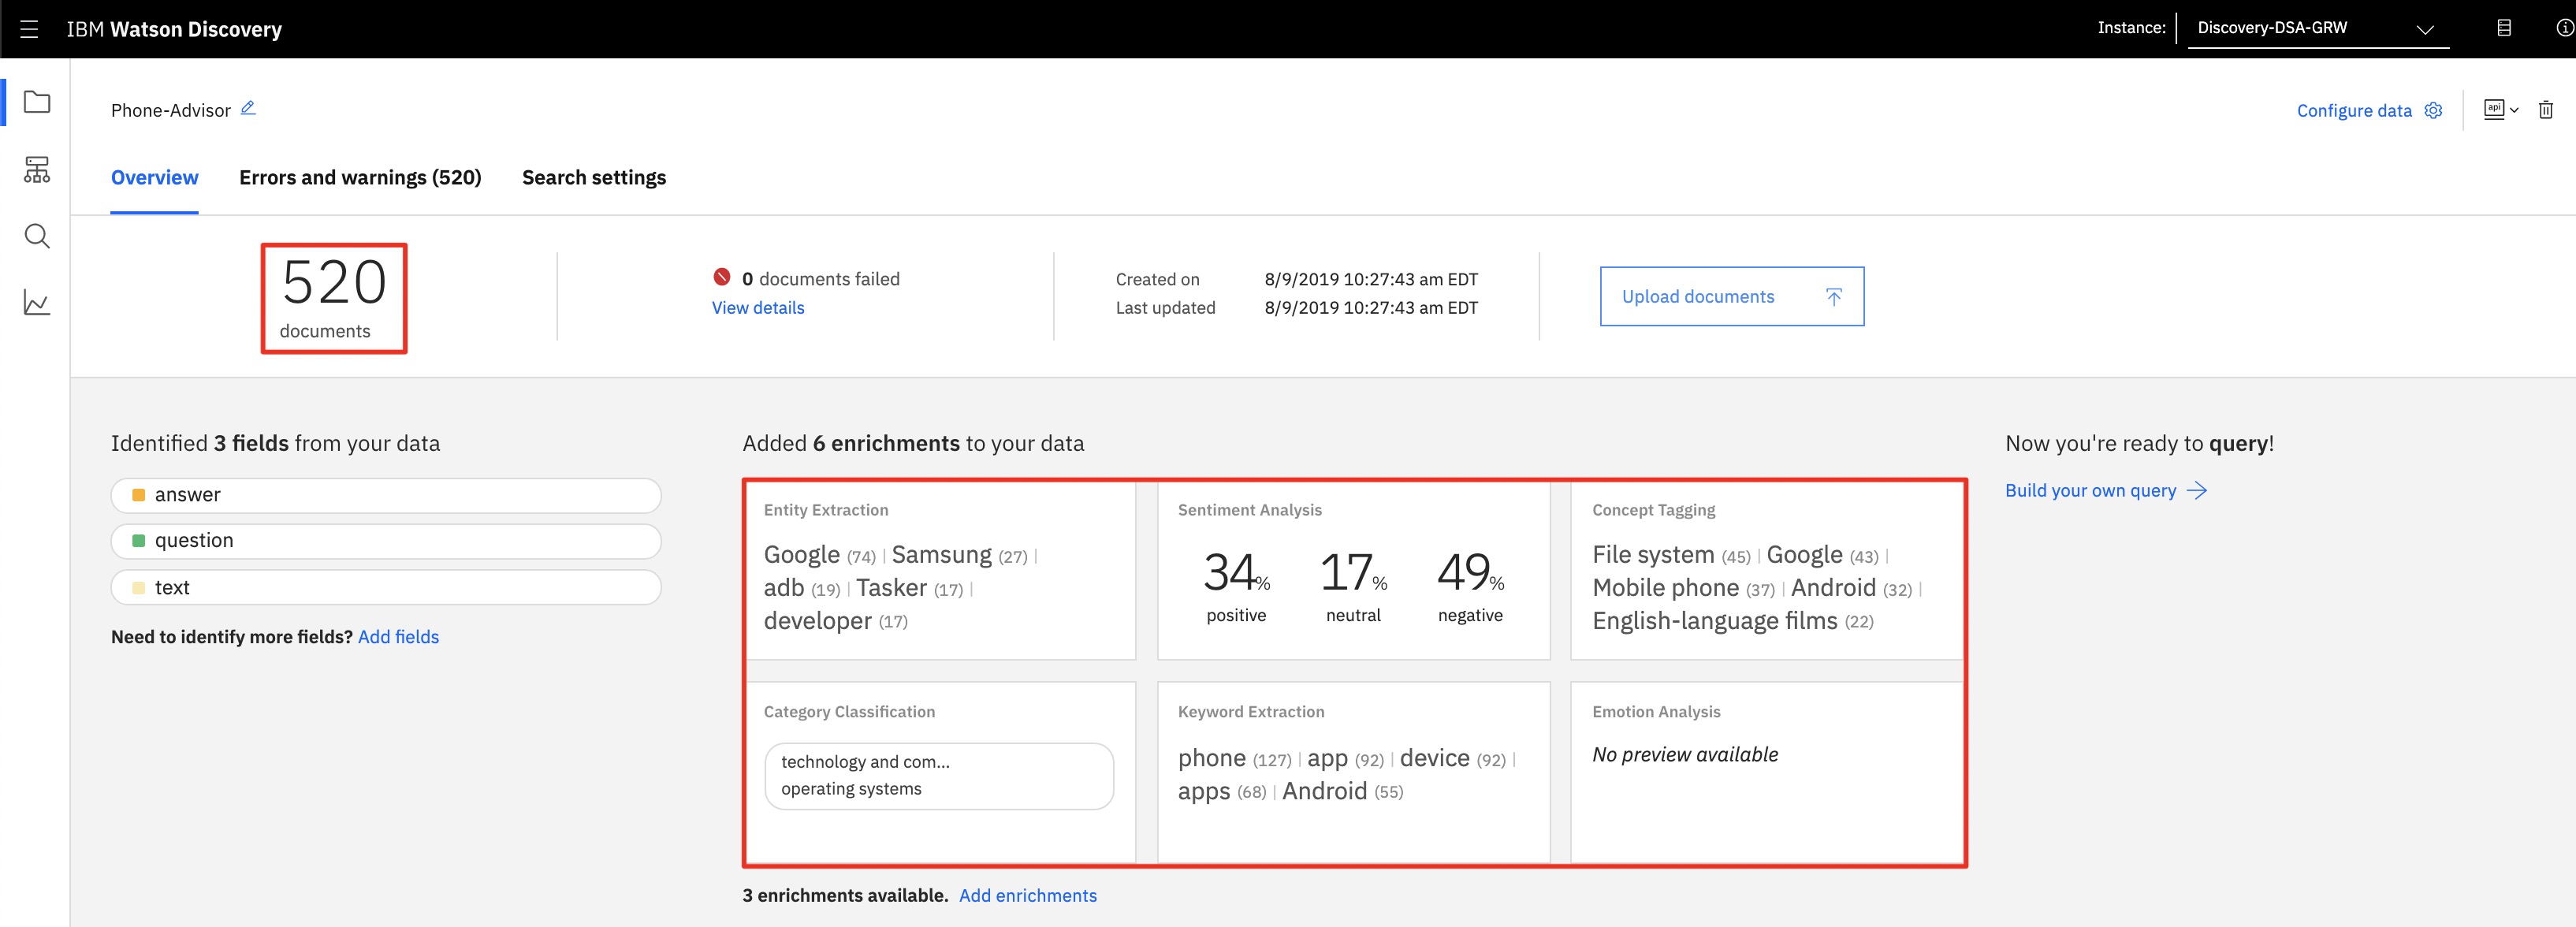 IBM Watson Discovery
Instance: Discovery-DSA-GRW
Phone-Advisor
Configure data
api
Overview Errors and warnings (520) Search settings
520
documents
0 documents failed
View details
Created on 8/9/2019 10:27:43 am EDT
Last updated 8/9/2019 10:27:43 am EDT
Upload documents
Identified 3 fields from your data
answer
question
text
Need to identify more fields? Add fields
Added 6 enrichments to your data
Entity Extraction
Google (74) | Samsung (27) |
adb (19) | Tasker (17) |
developer (17)
Sentiment Analysis
34% 17% 49%
positive neutral negative
Concept Tagging
File system (45) | Google (43) |
Mobile phone (37) | Android (32) |
English-language films (22)
Category Classification
technology and com...
operating systems
Keyword Extraction
phone (127) | app (92) | device (92) |
apps (68) | Android (55)
Emotion Analysis
No preview available
3 enrichments available. Add enrichments
Now you're ready to query!
Build your own query